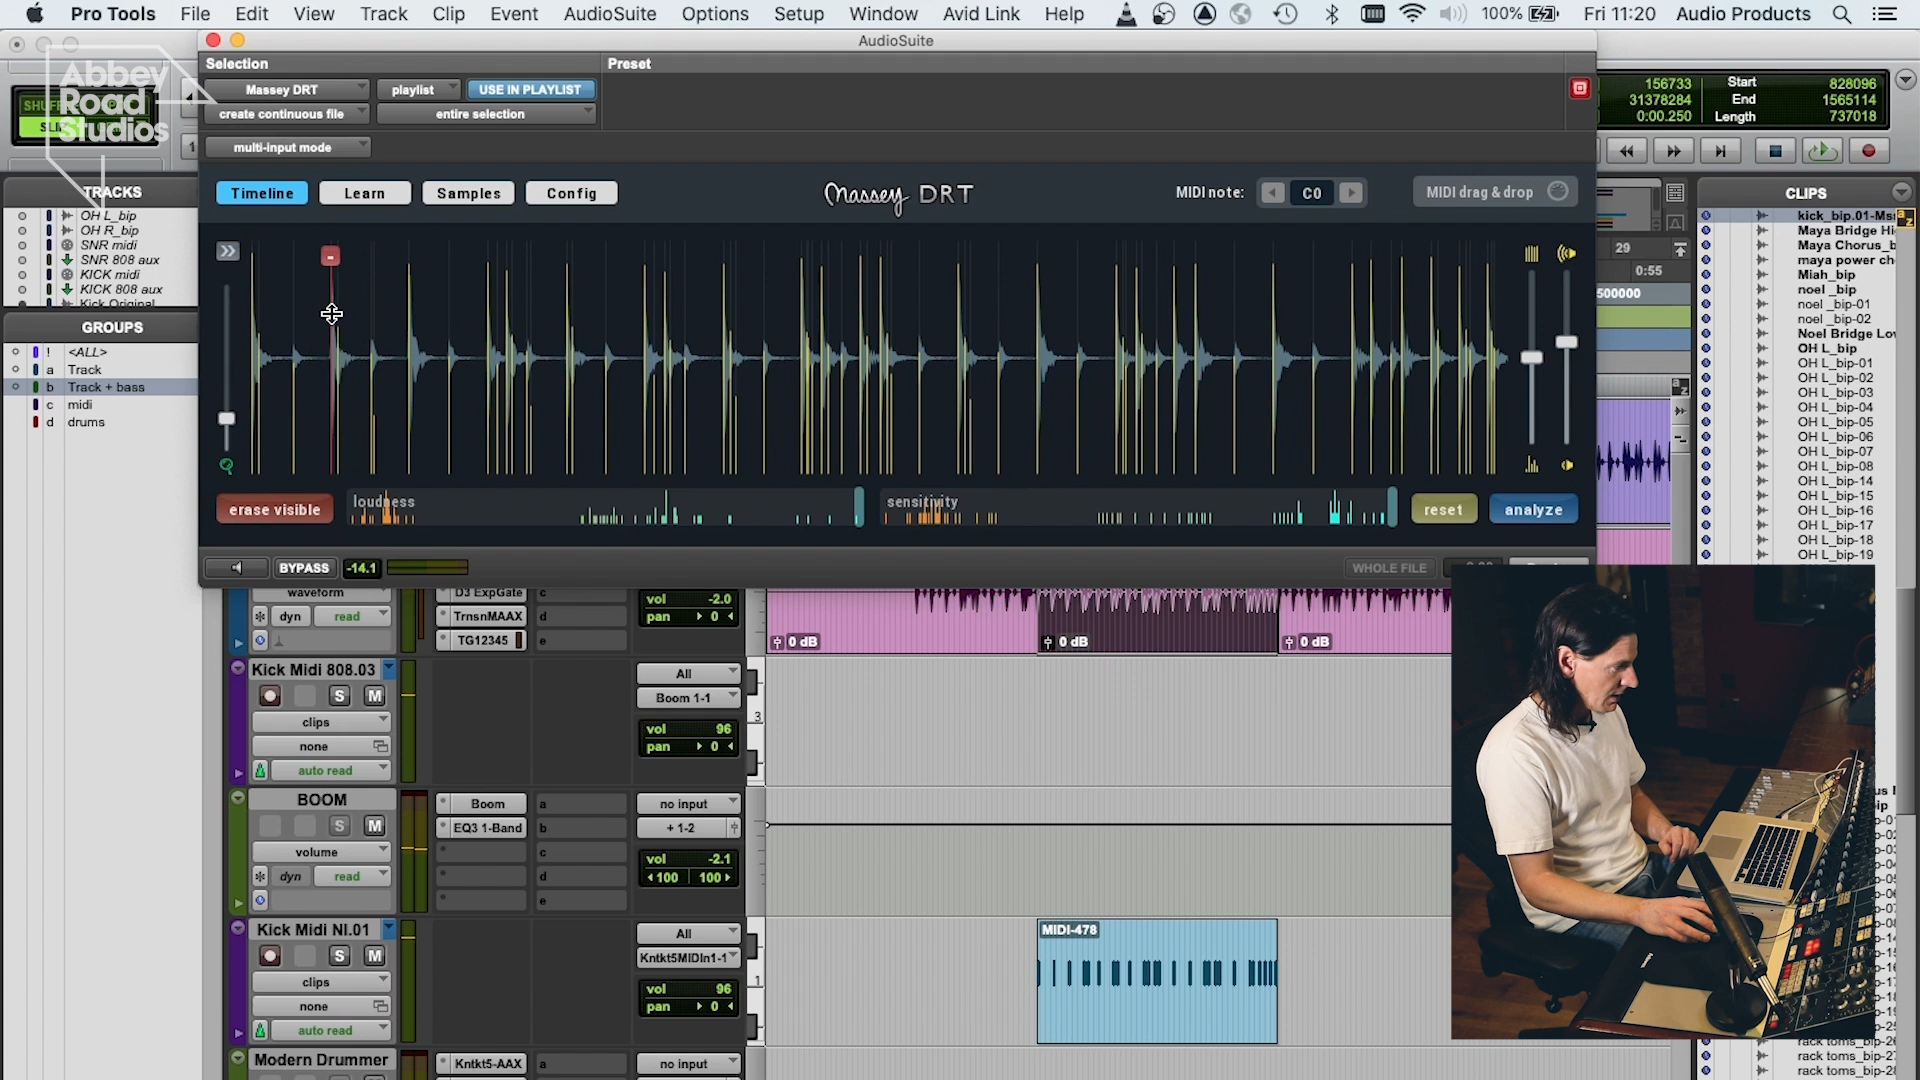 Pro Tools File Edit View Track Clip Event AudioSuite Options Setup Window Avid Link Help 100% Fri 11:20 Audio Products
AudioSuite
Abbey
Road
Studios
Selection
Preset
Massey DRT
playlist
USE IN PLAYLIST
create continuous file
entire selection
multi-input mode
156733
31378284
0:00.250
Start 828096
End 1565114
Length 737018
Timeline
Learn
Samples
Config
Massey DRT
MIDI note:
C0
MIDI drag & drop
-
erase visible
loudness
sensitivity
reset
analyze
BYPASS
-14.1
WHOLE FILE
TRACKS
OH L_bip
OH R_bip
SNR midi
SNR 808 aux
KICK midi
KICK 808 aux
Kick Original
GROUPS
! <ALL>
a Track
b Track + bass
c midi
d drums
29
0:55
500000
CLIPS
Maya Bridge Hi
Maya Chorus_b
maya power ch
Miah_bip
noel _bip
noel _bip-01
noel _bip-02
Noel Bridge Lov
OH L_bip
OH L_bip-01
OH L_bip-02
OH L_bip-03
OH L_bip-04
OH L_bip-05
OH L_bip-06
OH L_bip-07
OH L_bip-08
OH L_bip-14
OH L_bip-15
OH L_bip-16
OH L_bip-17
OH L_bip-18
OH L_bip-19
waveform
D3 ExpGate
c
vol -2.0
dyn
read
TrnsnMAAX
d
pan 0
TG12345
e
0 dB
0 dB
0 dB
Kick Midi 808.03
S M
clips
none
auto read
All
Boom 1-1
vol 96
pan 0
3
BOOM
S M
volume
dyn
read
Boom
a
EQ3 1-Band
b
c
d
e
no input
+ 1-2
vol -2.1
100 100
Kick Midi NI.01
S M
clips
none
auto read
All
Kntkt5MIDIn1-1
vol 96
pan 0
1
MIDI-478
Modern Drummer
Kntkt5-AAX
a
no input
rack toms_bip-27
rack toms_bip-28